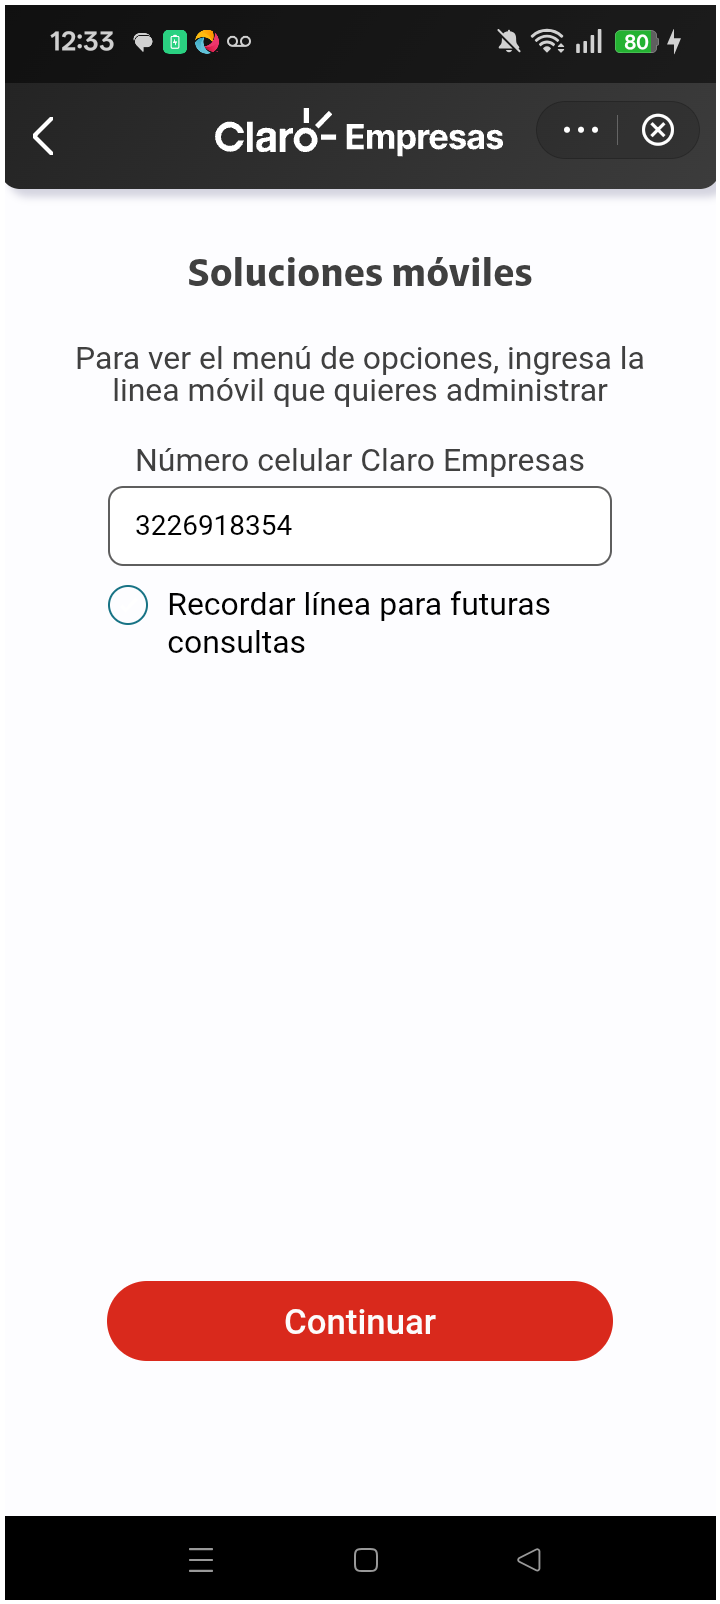 12:33
80
Claro Empresas
Soluciones móviles
Para ver el menú de opciones, ingresa la
linea móvil que quieres administrar
Número celular Claro Empresas
3226918354
Recordar línea para futuras
consultas
Continuar